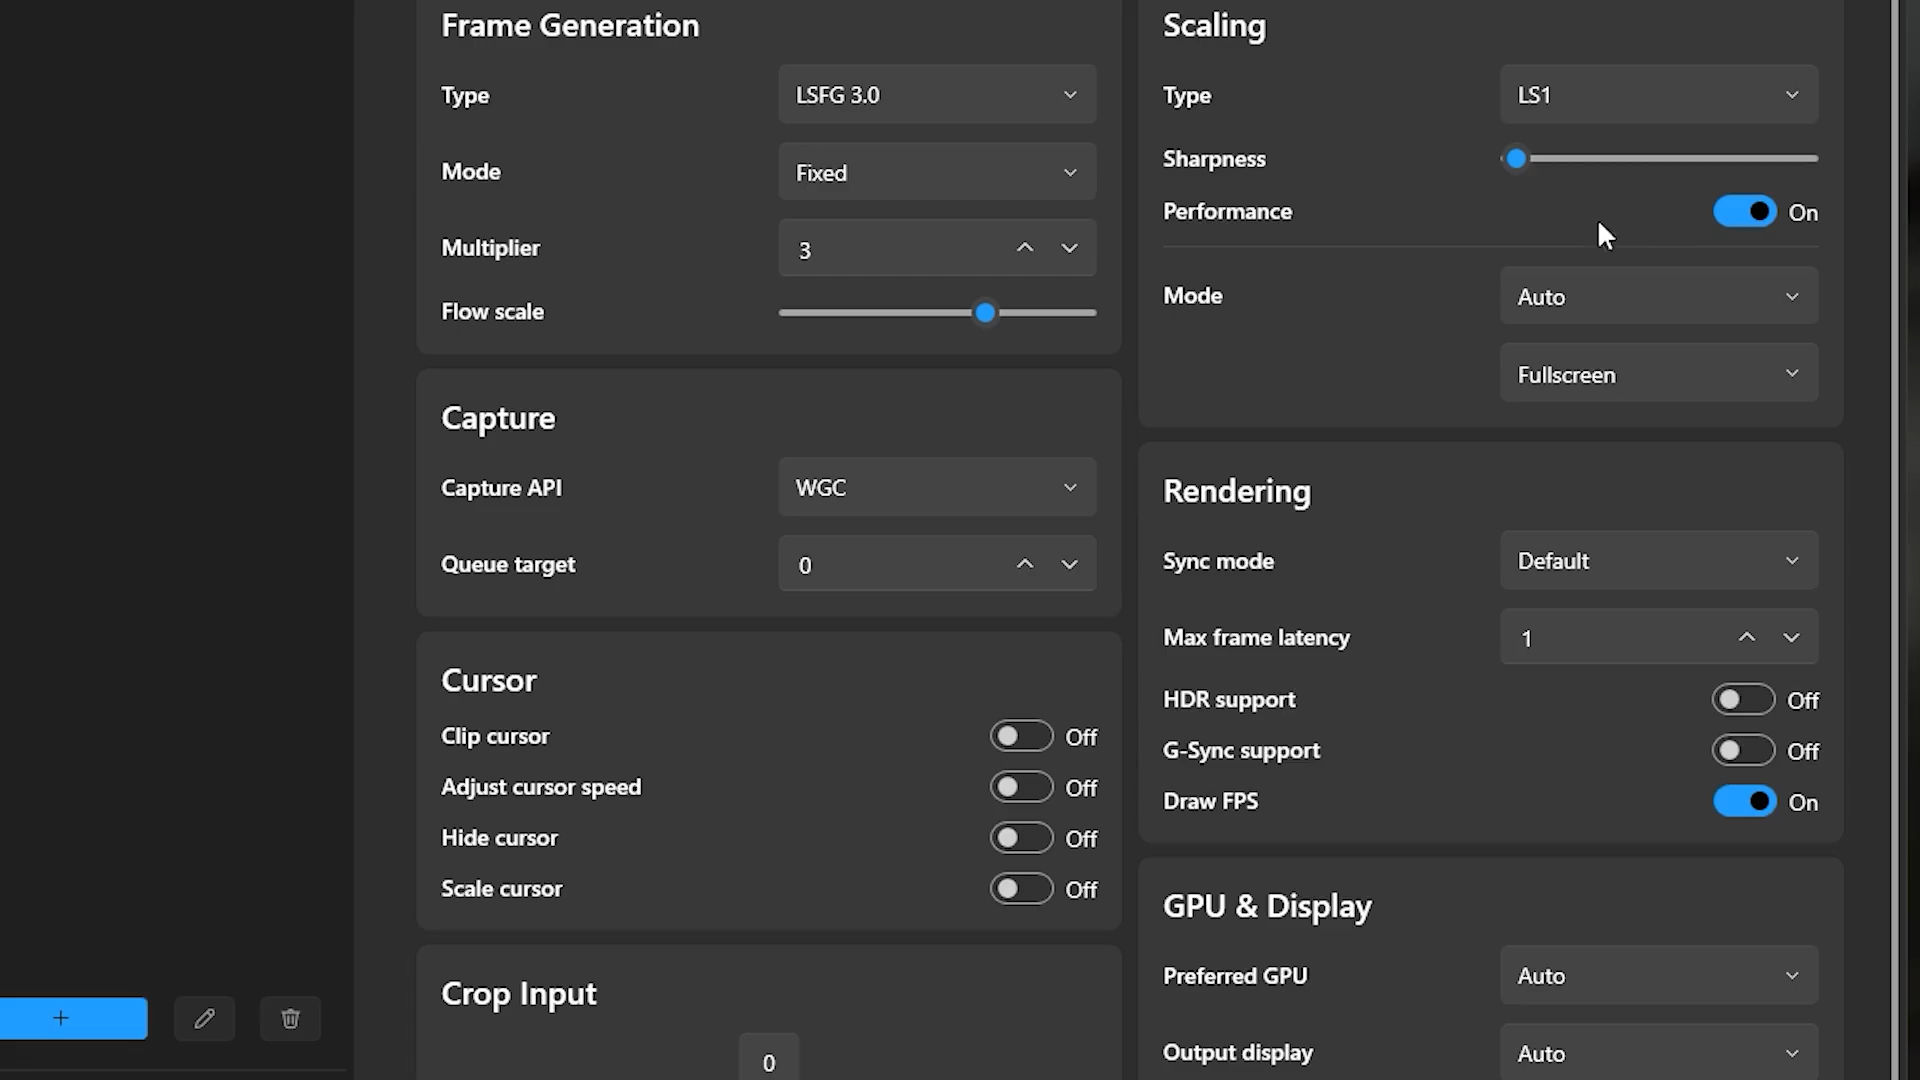 Frame Generation
Type
LSFG 3.0
Mode
Fixed
Multiplier
3
Flow scale
Capture
Capture API
WGC
Queue target
0
Cursor
Clip cursor
Off
Adjust cursor speed
Off
Hide cursor
Off
Scale cursor
Off
Crop Input
0
Scaling
Type
LS1
Sharpness
Performance
On
Mode
Auto
Fullscreen
Rendering
Sync mode
Default
Max frame latency
1
HDR support
Off
G-Sync support
Off
Draw FPS
On
GPU & Display
Preferred GPU
Auto
Output display
Auto